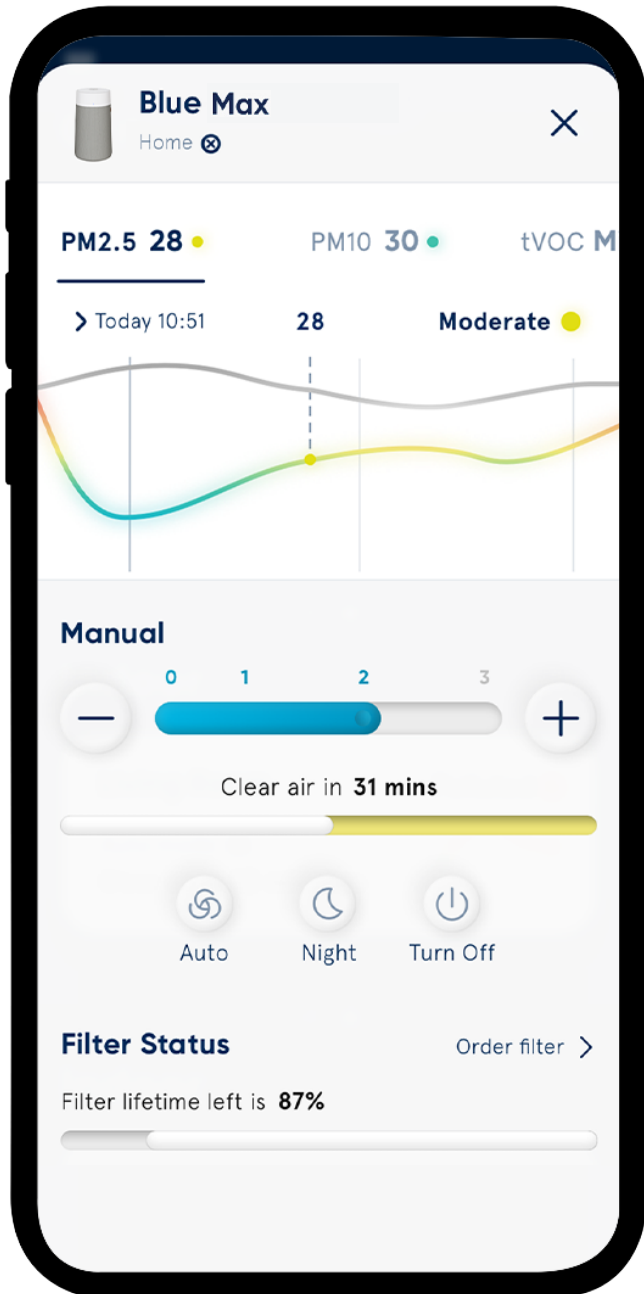 Blue Max
Home
PM2.5 28 PM10 30 tVOC
Today 10:51 28 Moderate
Manual
0 1 2 3
Clear air in 31 mins
Auto Night Turn Off
Filter Status Order filter
Filter lifetime left is 87%